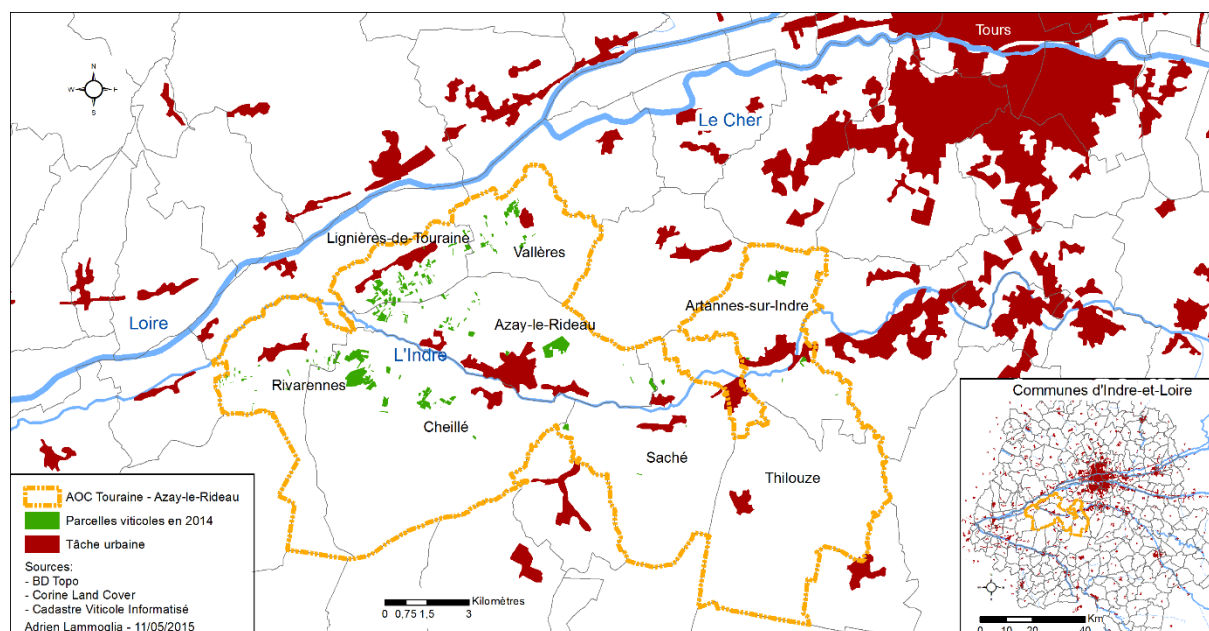 Tours
N
W
S
Le Cher
Lignières-de-Touraine
Vallères
Artannes-sur-Indre
Loire
Azay-le-Rideau
L'Indre
Rivarennes
Cheillé
Saché
Thilouze
AOC Touraine - Azay-le-Rideau
Parcelles viticoles en 2014
Tâche urbaine
Sources:
- BD Topo
- Corine Land Cover
- Cadastre Viticole Informatisé
Adrien Lammoglia - 11/05/2015
Kilomètres
0 0,75 1,5 3
Communes d'Indre-et-Loire
Km
0 10 20 40